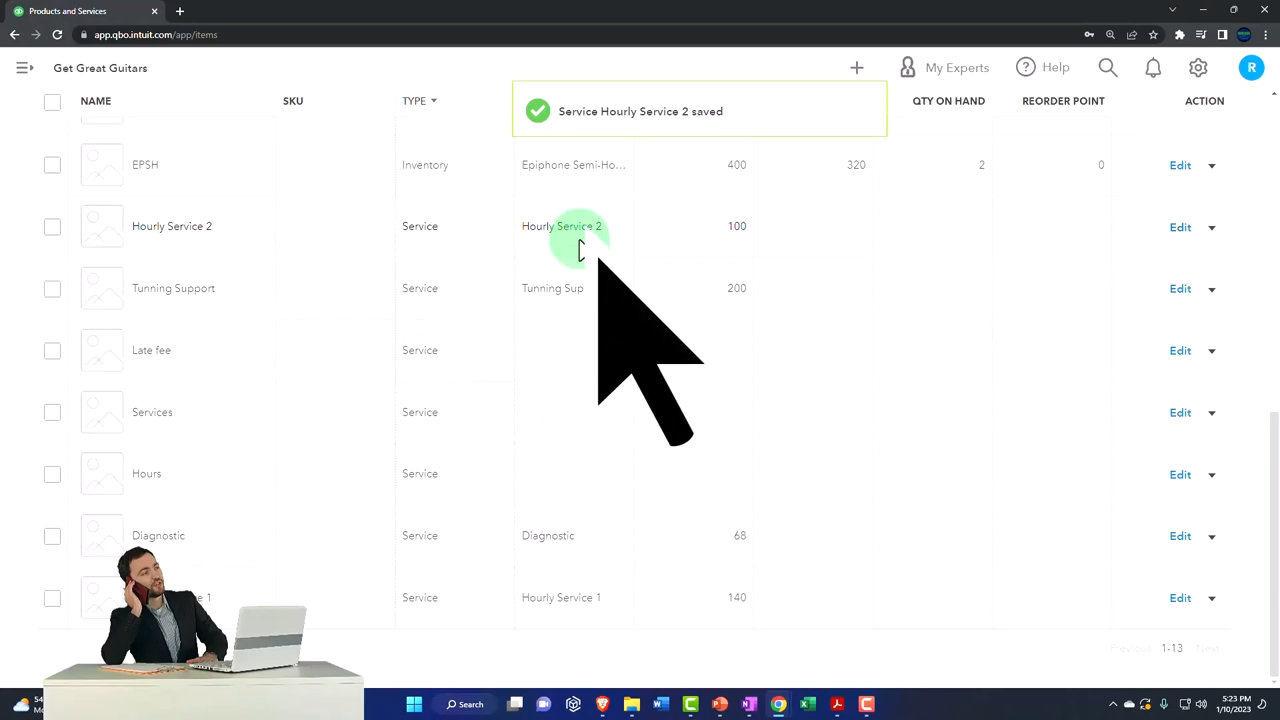 Products and Services
app.qbo.intuit.com/app/items
Get Great Guitars
My Experts
Help
R
NAME
SKU
TYPE
QTY ON HAND
REORDER POINT
ACTION
Service Hourly Service 2 saved
EPSH Inventory Epiphone Semi-Ho... 400 320 2 0 Edit
Hourly Service 2 Service Hourly Service 2 100 Edit
Tunning Support Service Tunning Sup 200 Edit
Late fee Service Edit
Services Service Edit
Hours Service Edit
Diagnostic Service Diagnostic 68 Edit
e 1 Service Hourly Service 1 140 Edit
Previous 1-13 Next
Search
5:23 PM
1/10/2023